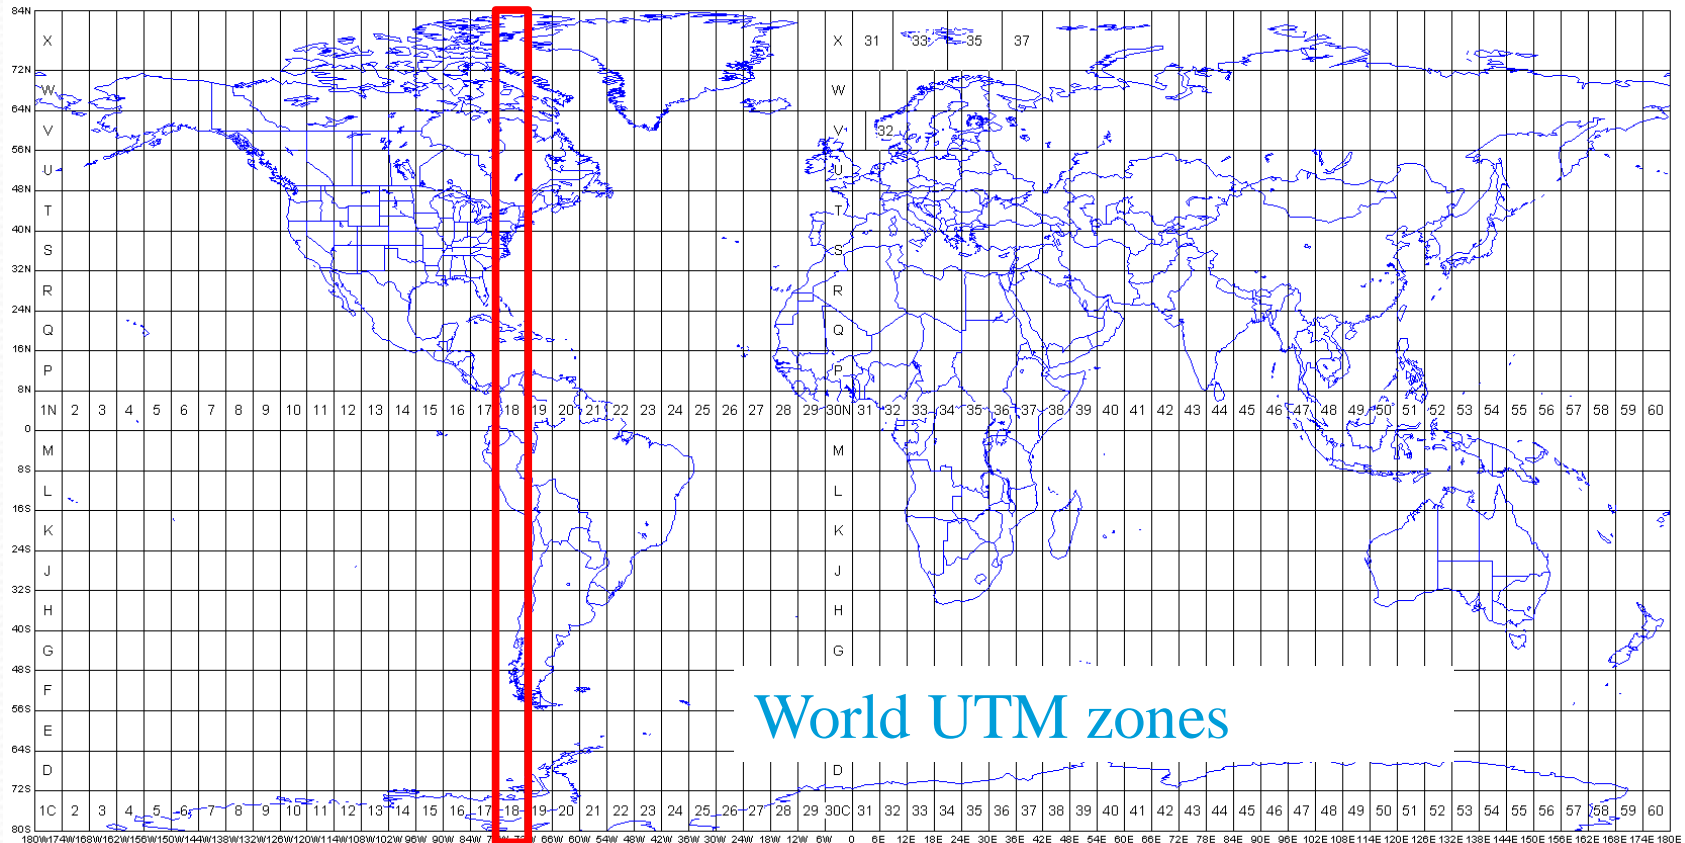 84N
X X 31 33 35 37
72N
W W
64N
V V 32
56N
U U
48N
T T
40N
S S
32N
R R
24N
Q Q
16N
P P
8N
1N 2 3 4 5 6 7 8 9 10 11 12 13 14 15 16 17 18 19 20 21 22 23 24 25 26 27 28 29 30N 31 32 33 34 35 36 37 38 39 40 41 42 43 44 45 46 47 48 49 50 51 52 53 54 55 56 57 58 59 60
0
M M
8S
L L
16S
K K
24S
J J
32S
H H
40S
G G
48S
F
World UTM zones
56S
E
64S
D D
72S
1C 2 3 4 5 6 7 8 9 10 11 12 13 14 15 16 17 18 19 20 21 22 23 24 25 26 27 28 29 30C 31 32 33 34 35 36 37 38 39 40 41 42 43 44 45 46 47 48 49 50 51 52 53 54 55 56 57 58 59 60
80S
180W 174W 168W 162W 156W 150W 144W 138W 132W 126W 120W 114W 108W 102W 96W 90W 84W 66W 60W 54W 48W 42W 36W 30W 24W 18W 12W 6W 0 6E 12E 18E 24E 30E 36E 42E 48E 54E 60E 66E 72E 78E 84E 90E 96E 102E 108E 114E 120E 126E 132E 138E 144E 150E 156E 162E 168E 174E 180E